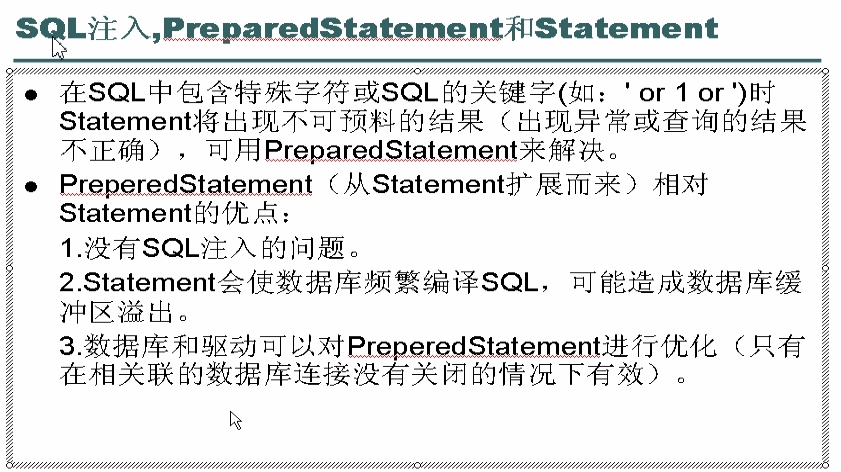 SQL注入,PreparedStatement和Statement
● 在SQL中包含特殊字符或SQL的关键字(如：' or 1 or ')时
Statement将出现不可预料的结果（出现异常或查询的结果
不正确），可用PreparedStatement来解决。
● PreperedStatement（从Statement扩展而来）相对
Statement的优点：
1.没有SQL注入的问题。
2.Statement会使数据库频繁编译SQL，可能造成数据库缓
冲区溢出。
3.数据库和驱动可以对PreperedStatement进行优化（只有
在相关联的数据库连接没有关闭的情况下有效）。